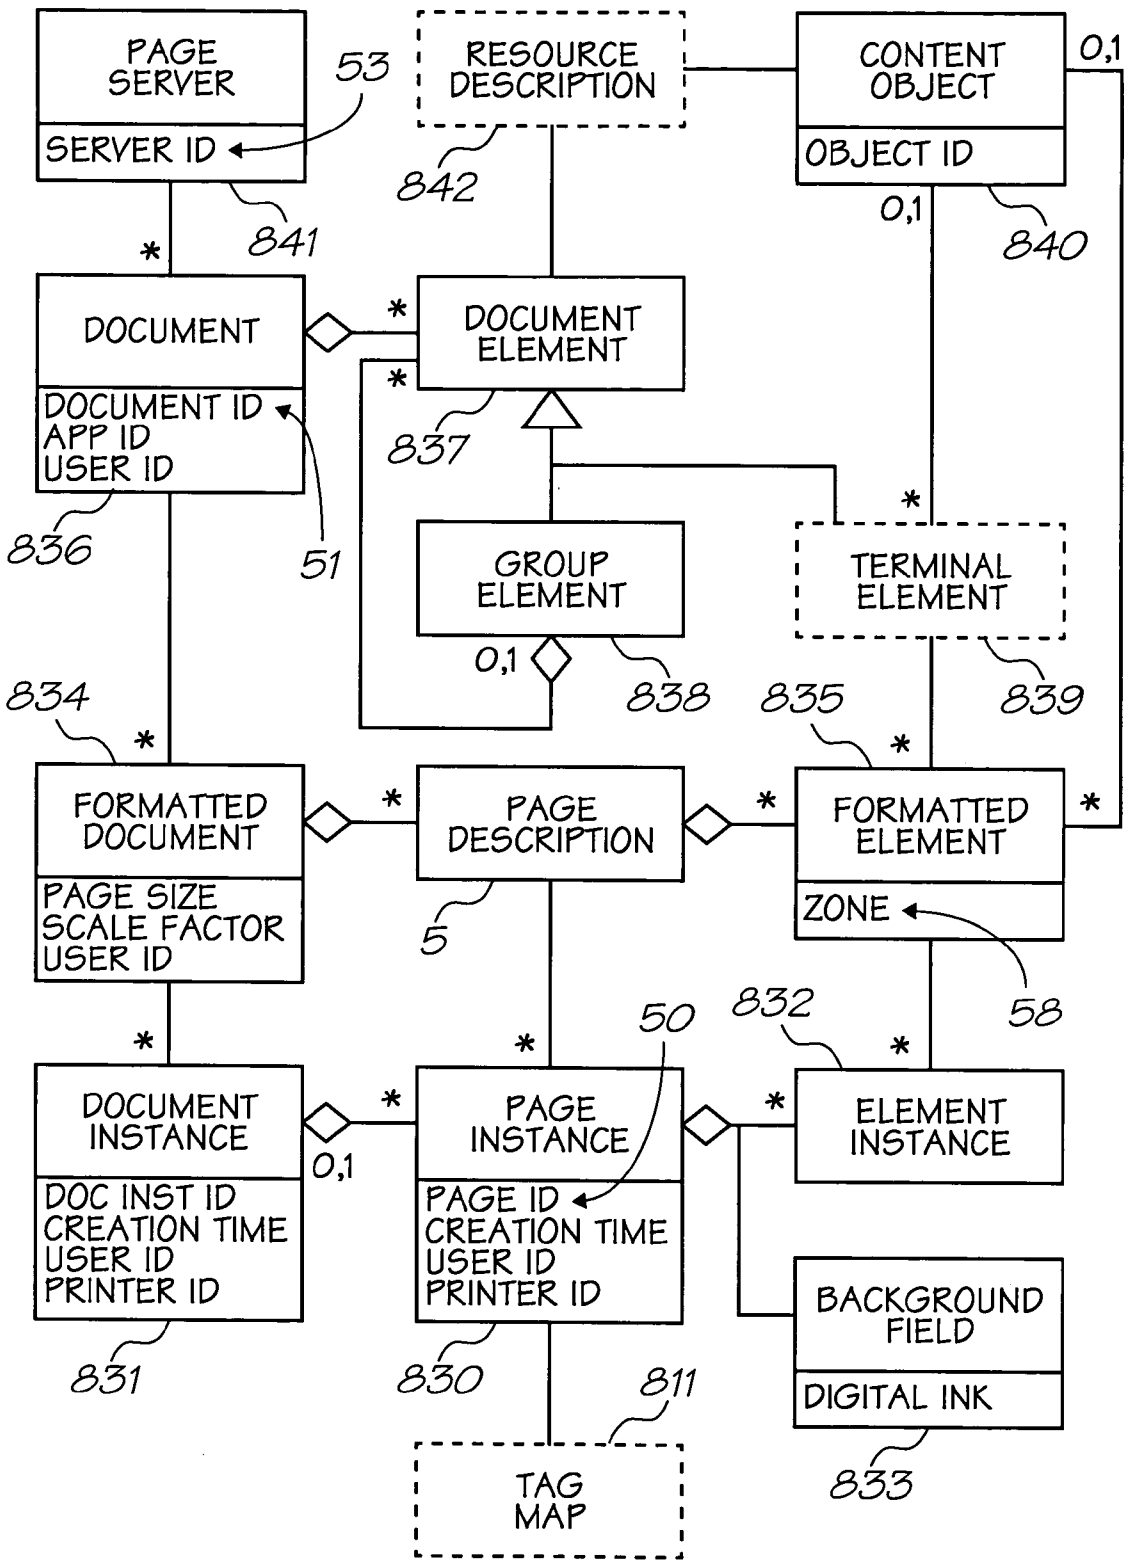 PAGE
SERVER
SERVER ID
53
841
*
RESOURCE
DESCRIPTION
842
CONTENT
OBJECT
OBJECT ID
0,1
0,1
840
DOCUMENT
DOCUMENT ID
APP ID
USER ID
836
51
*
*
DOCUMENT
ELEMENT
837
GROUP
ELEMENT
0,1
838
*
TERMINAL
ELEMENT
839
834
*
FORMATTED
DOCUMENT
PAGE SIZE
SCALE FACTOR
USER ID
*
PAGE
DESCRIPTION
5
835
*
*
*
FORMATTED
ELEMENT
ZONE
58
*
DOCUMENT
INSTANCE
DOC INST ID
CREATION TIME
USER ID
PRINTER ID
831
0,1
*
*
50
PAGE
INSTANCE
PAGE ID
CREATION TIME
USER ID
PRINTER ID
830
832
*
*
ELEMENT
INSTANCE
BACKGROUND
FIELD
DIGITAL INK
833
811
TAG
MAP